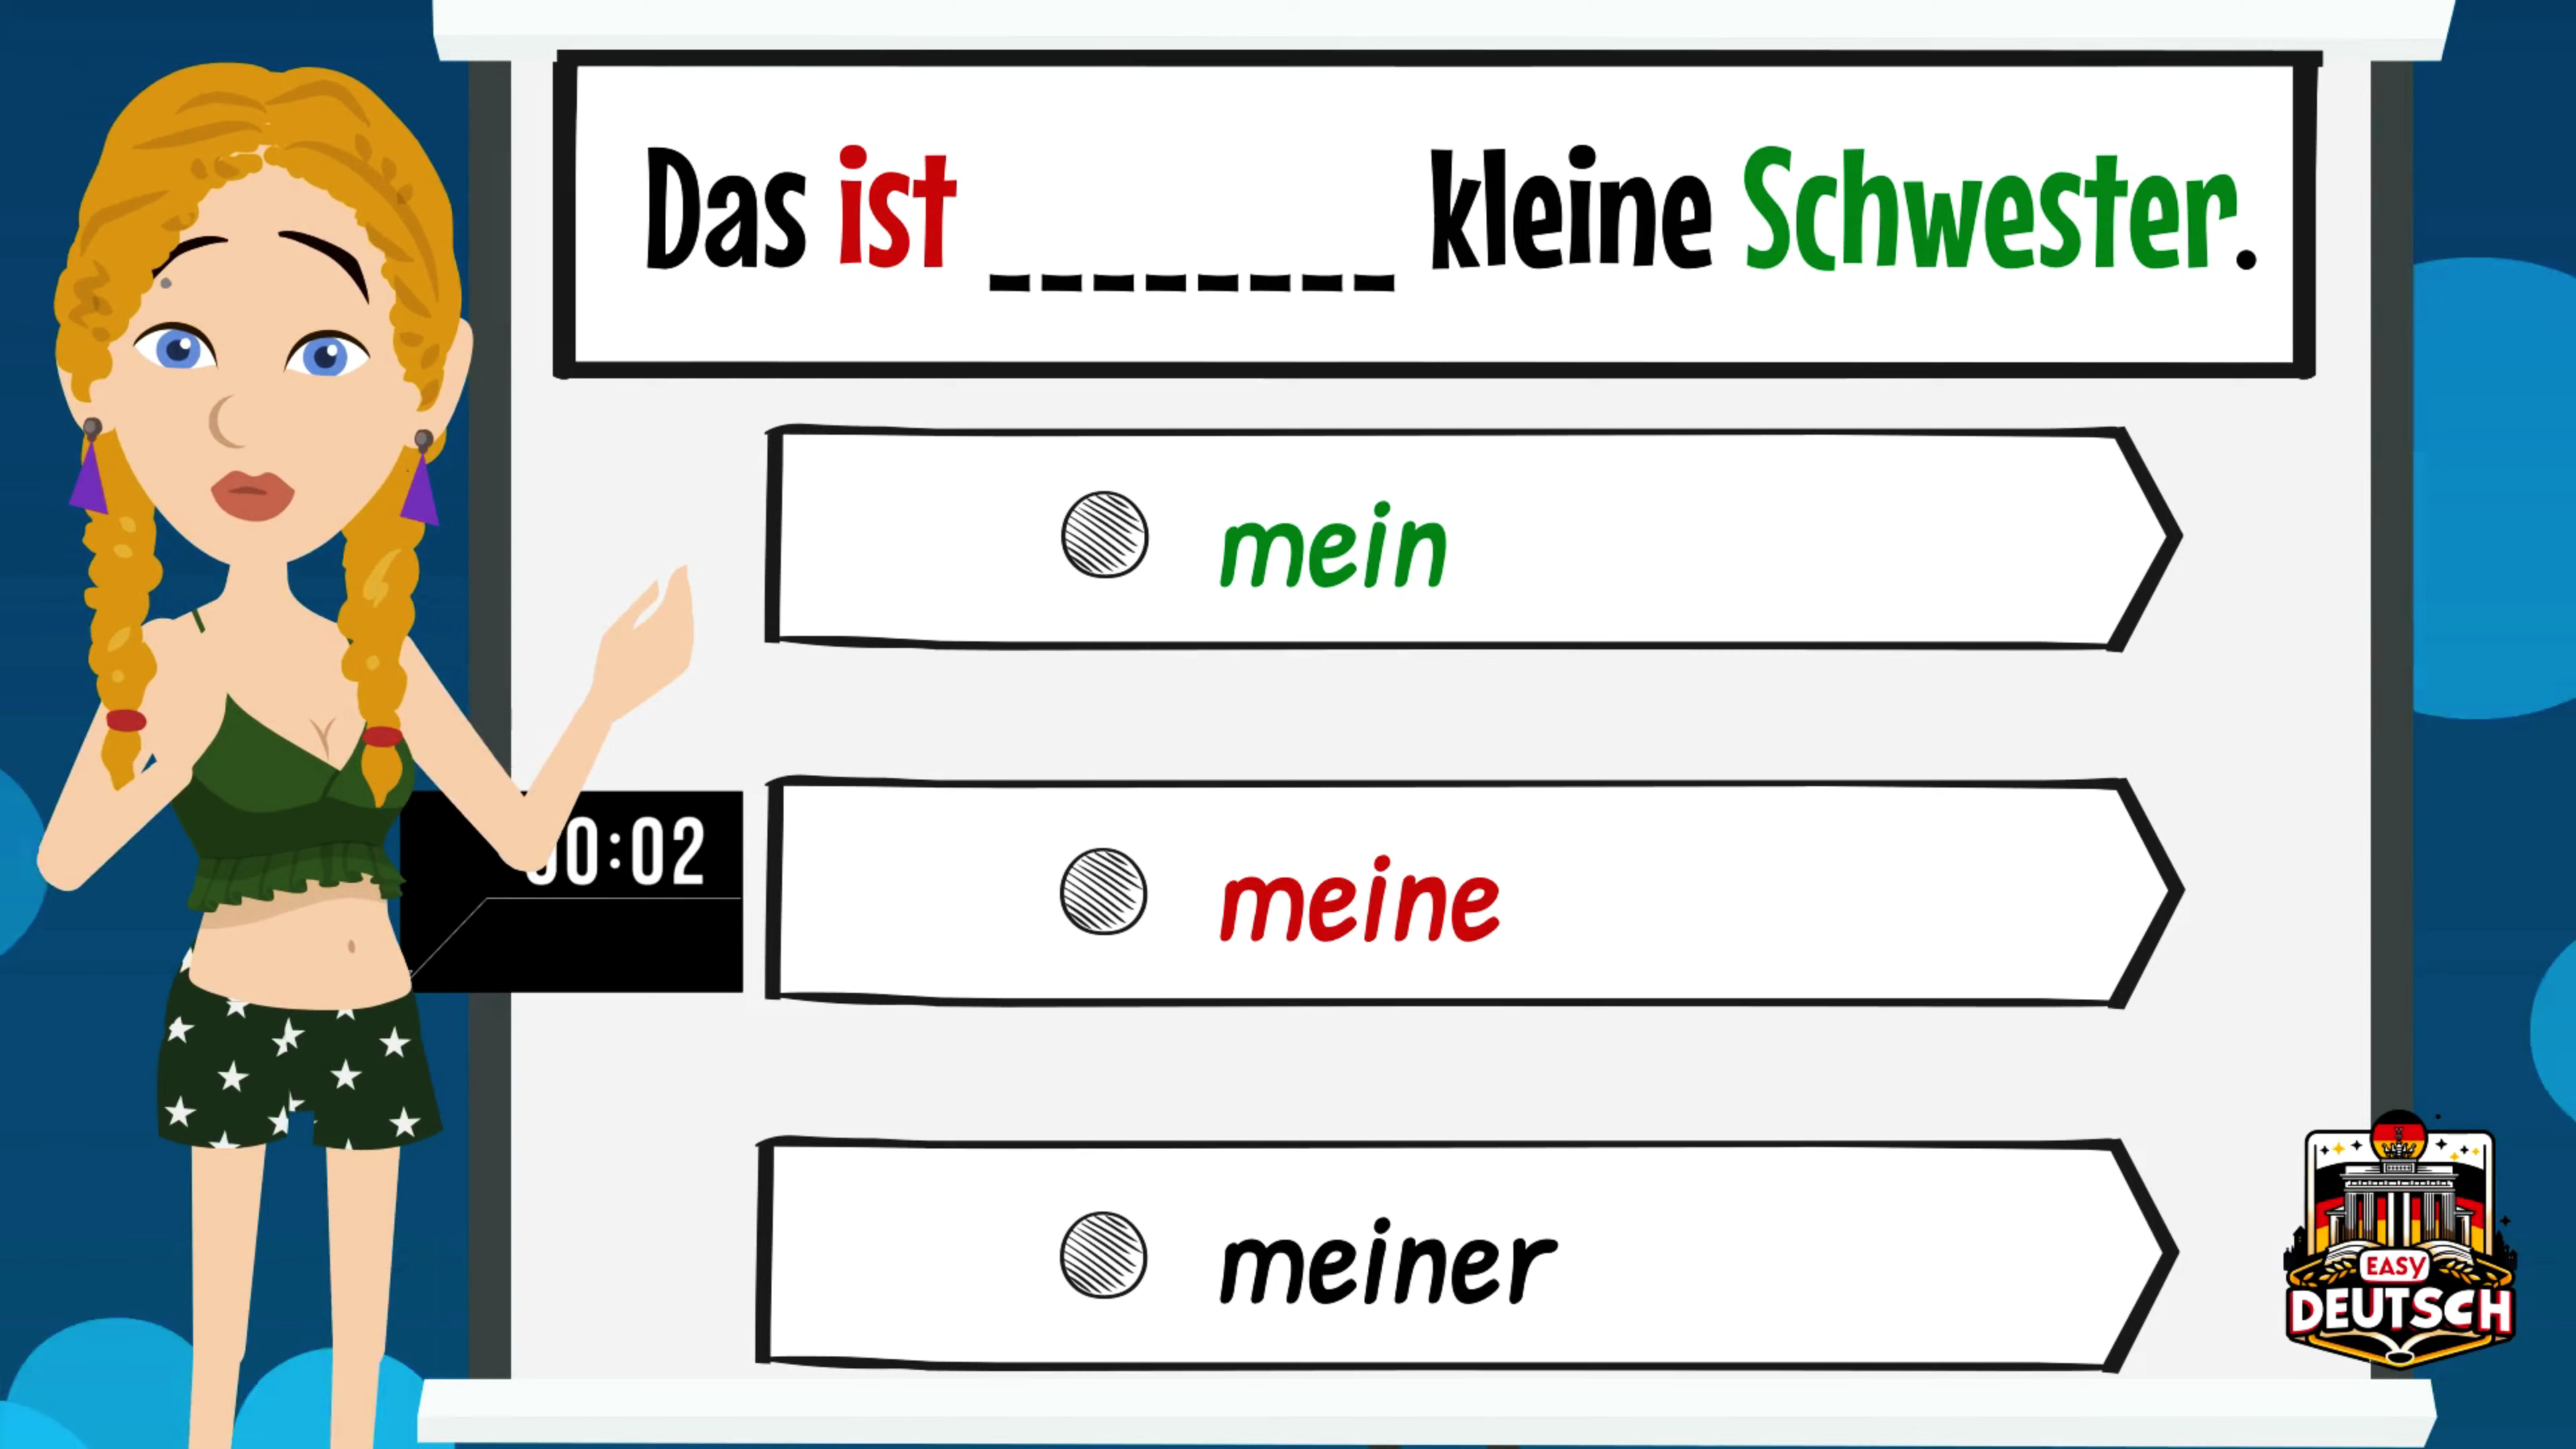 Das ist ________ kleine Schwester.
mein
00:02
meine
meiner
EASY
DEUTSCH